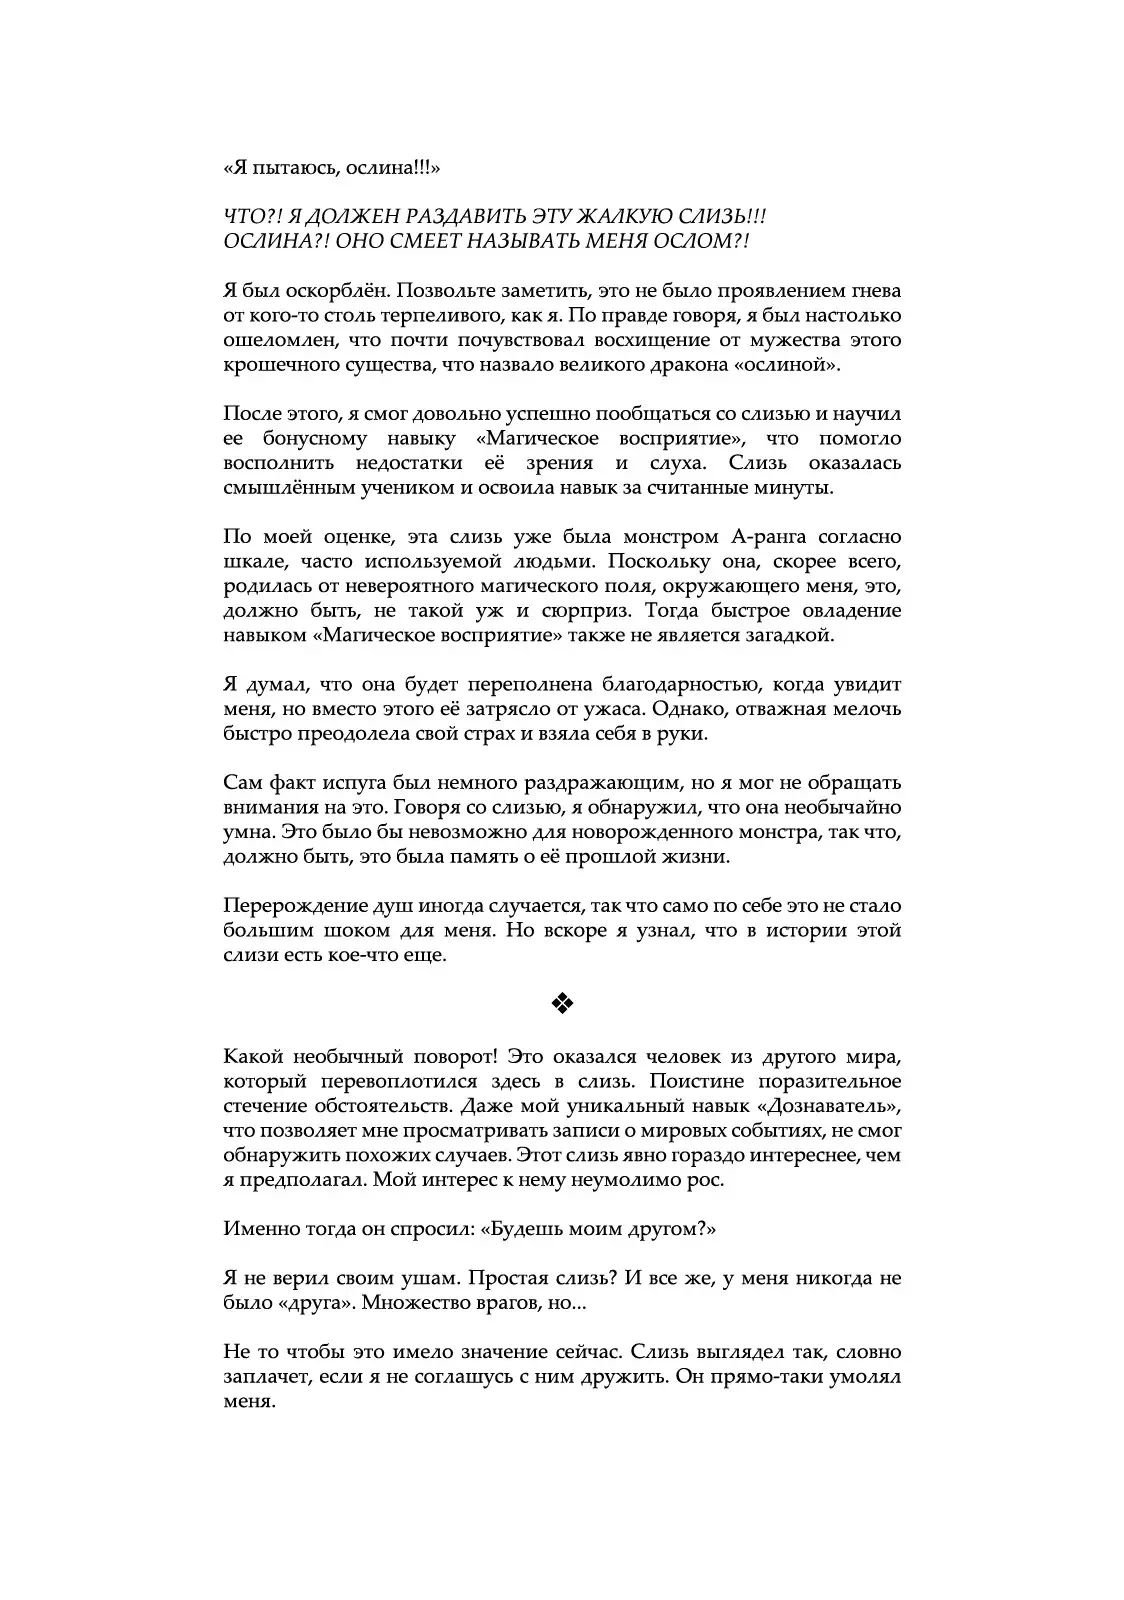 «Я пытаюсь, ослина!!!»
ЧТО?! Я ДОЛЖЕН РАЗДАВИТЬ ЭТУ ЖАЛКУЮ СЛИЗЬ!!!
ОСЛИНА?! ОНО СМЕЕТ НАЗЫВАТЬ МЕНЯ ОСЛОМ?!
Я был оскорблён. Позвольте заметить, это не было проявлением гнева
от кого-то столь терпеливого, как я. По правде говоря, я был настолько
ошеломлен, что почти почувствовал восхищение от мужества этого
крошечного существа, что назвало великого дракона «ослиной».
После этого, я смог довольно успешно пообщаться со слизью и научил
ее бонусному навыку «Магическое восприятие», что помогло
восполнить недостатки её зрения и слуха. Слизь оказалась
смышлённым учеником и освоила навык за считанные минуты.
По моей оценке, эта слизь уже была монстром А-ранга согласно
шкале, часто используемой людьми. Поскольку она, скорее всего,
родилась от невероятного магического поля, окружающего меня, это,
должно быть, не такой уж и сюрприз. Тогда быстрое овладение
навыком «Магическое восприятие» также не является загадкой.
Я думал, что она будет переполнена благодарностью, когда увидит
меня, но вместо этого её затрясло от ужаса. Однако, отважная мелочь
быстро преодолела свой страх и взяла себя в руки.
Сам факт испуга был немного раздражающим, но я мог не обращать
внимания на это. Говоря со слизью, я обнаружил, что она необычайно
умна. Это было бы невозможно для новорожденного монстра, так что,
должно быть, это была память о её прошлой жизни.
Перерождение душ иногда случается, так что само по себе это не стало
большим шоком для меня. Но вскоре я узнал, что в истории этой
слизи есть кое-что еще.
❖
Какой необычный поворот! Это оказался человек из другого мира,
который перевоплотился здесь в слизь. Поистине поразительное
стечение обстоятельств. Даже мой уникальный навык «Дознаватель»,
что позволяет мне просматривать записи о мировых событиях, не смог
обнаружить похожих случаев. Этот слизь явно гораздо интереснее, чем
я предполагал. Мой интерес к нему неумолимо рос.
Именно тогда он спросил: «Будешь моим другом?»
Я не верил своим ушам. Простая слизь? И все же, у меня никогда не
было «друга». Множество врагов, но...
Не то чтобы это имело значение сейчас. Слизь выглядел так, словно
заплачет, если я не соглашусь с ним дружить. Он прямо-таки умолял
меня.